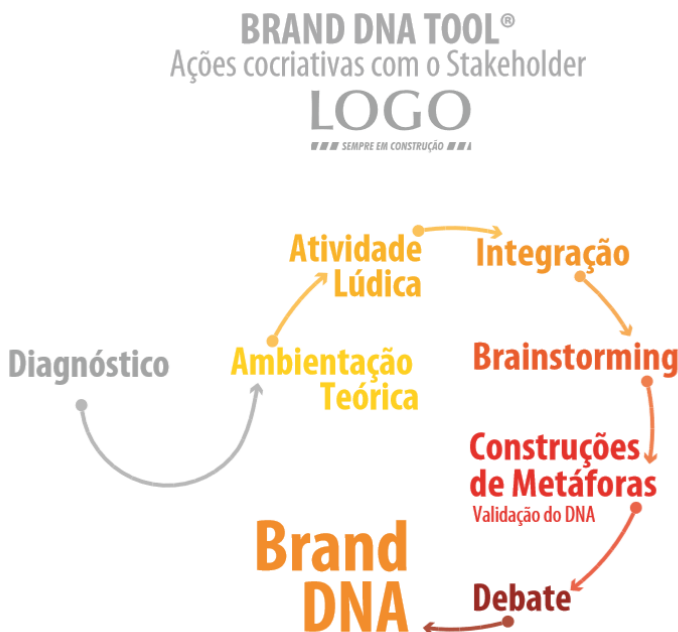 BRAND DNA TOOL®
Ações cocriativas com o Stakeholder
LOGO
SEMPRE EM CONSTRUÇÃO
Diagnóstico
Ambientação
Teórica
Atividade
Lúdica
Integração
Brainstorming
Construções
de Metáforas
Validação do DNA
Debate
Brand
DNA